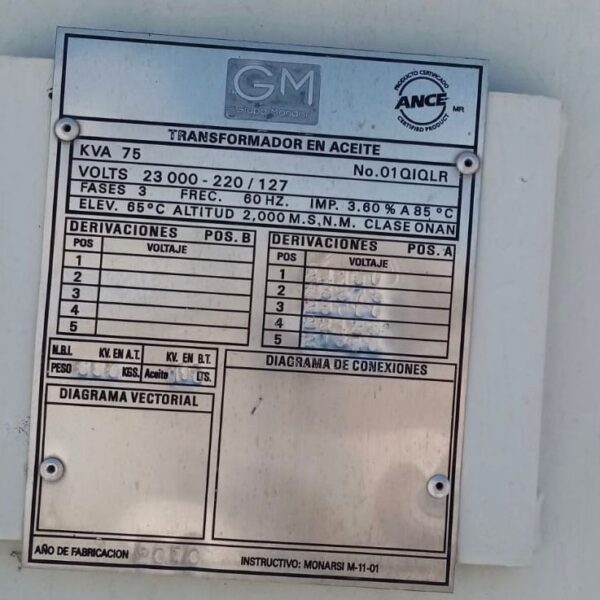 GM
PRODUCTO CERTIFICADO
ANCE MR
CERTIFIED PRODUCT
TRANSFORMADOR EN ACEITE
KVA 75 No.01QIQLR
VOLTS 23 000 - 220 / 127
FASES 3 FREC. 60 HZ. IMP. 3.60 % A 85 °C
ELEV. 65°C ALTITUD 2,000 M.S.N.M. CLASE ONAN
DERIVACIONES POS. B
POS VOLTAJE
1
2
3
4
5
DERIVACIONES POS. A
POS VOLTAJE
1
2
3
4
5
N.B.I. KV. EN A.T. KV. EN B.T.
PESO KGS. Aceite LTS.
DIAGRAMA VECTORIAL
DIAGRAMA DE CONEXIONES
AÑO DE FABRICACION
INSTRUCTIVO: MONARSI M-11-01